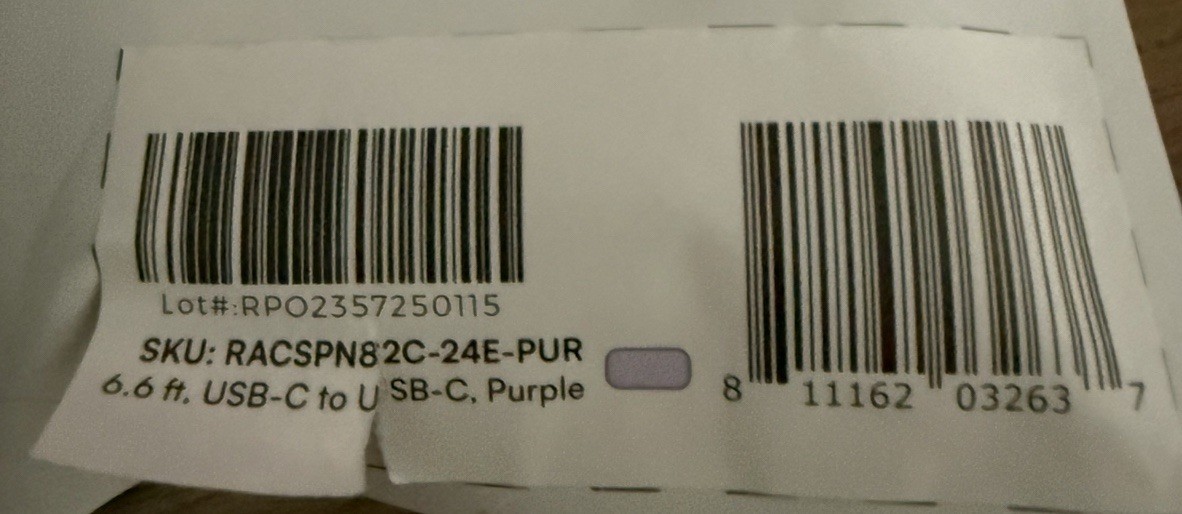 Lot#:RPO2357250115
SKU: RACSPN82C-24E-PUR
6.6 ft. USB-C to USB-C, Purple
8 11162 03263 7